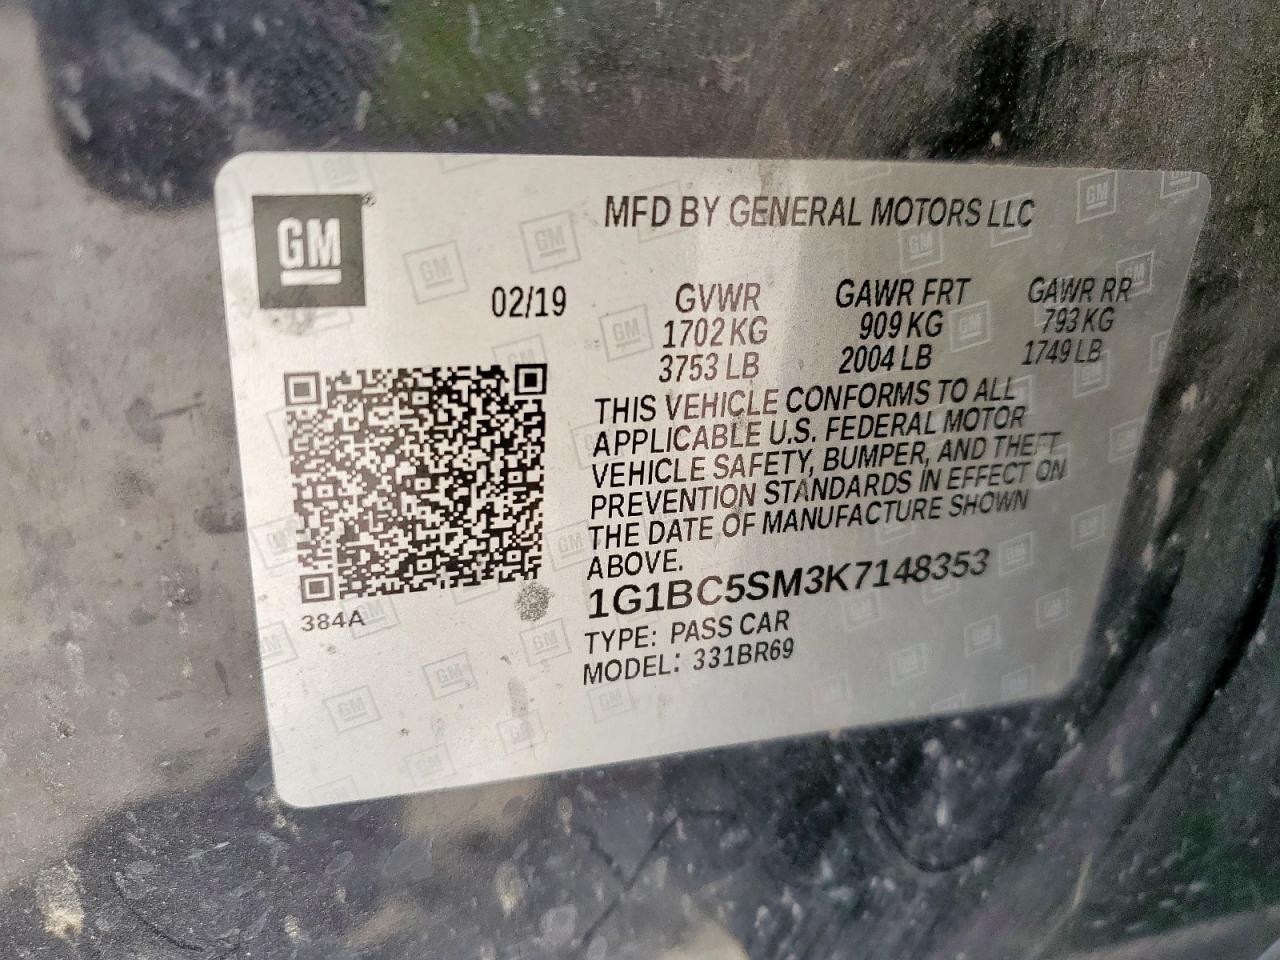 GM
MFD BY GENERAL MOTORS LLC
02/19
GVWR GAWR FRT GAWR RR
1702 KG 909 KG 793 KG
3753 LB 2004 LB 1749 LB
THIS VEHICLE CONFORMS TO ALL
APPLICABLE U.S. FEDERAL MOTOR
VEHICLE SAFETY, BUMPER, AND THEFT
PREVENTION STANDARDS IN EFFECT ON
THE DATE OF MANUFACTURE SHOWN
ABOVE.
1G1BC5SM3K7148353
384A
TYPE: PASS CAR
MODEL: 331BR69